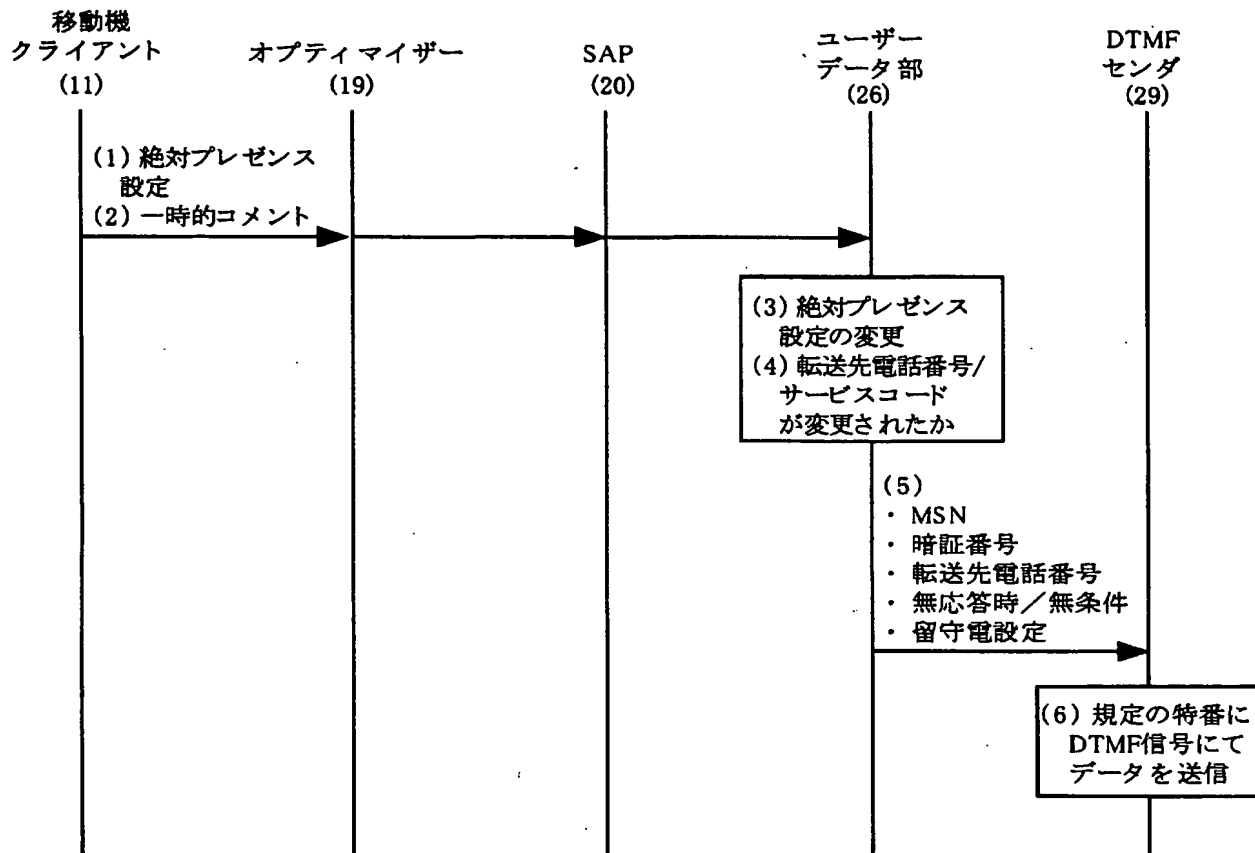 移動機
クライアント
(11)
オプティマイザー
(19)
SAP
(20)
ユーザー
データ部
(26)
DTMF
センダ
(29)
(1) 絶対プレゼンス
設定
(2) 一時的コメント
(3) 絶対プレゼンス
設定の変更
(4) 転送先電話番号/
サービスコード
が変更されたか
(5)
・ MSN
・ 暗証番号
・ 転送先電話番号
・ 無応答時／無条件
・ 留守電設定
(6) 規定の特番に
DTMF信号にて
データを送信